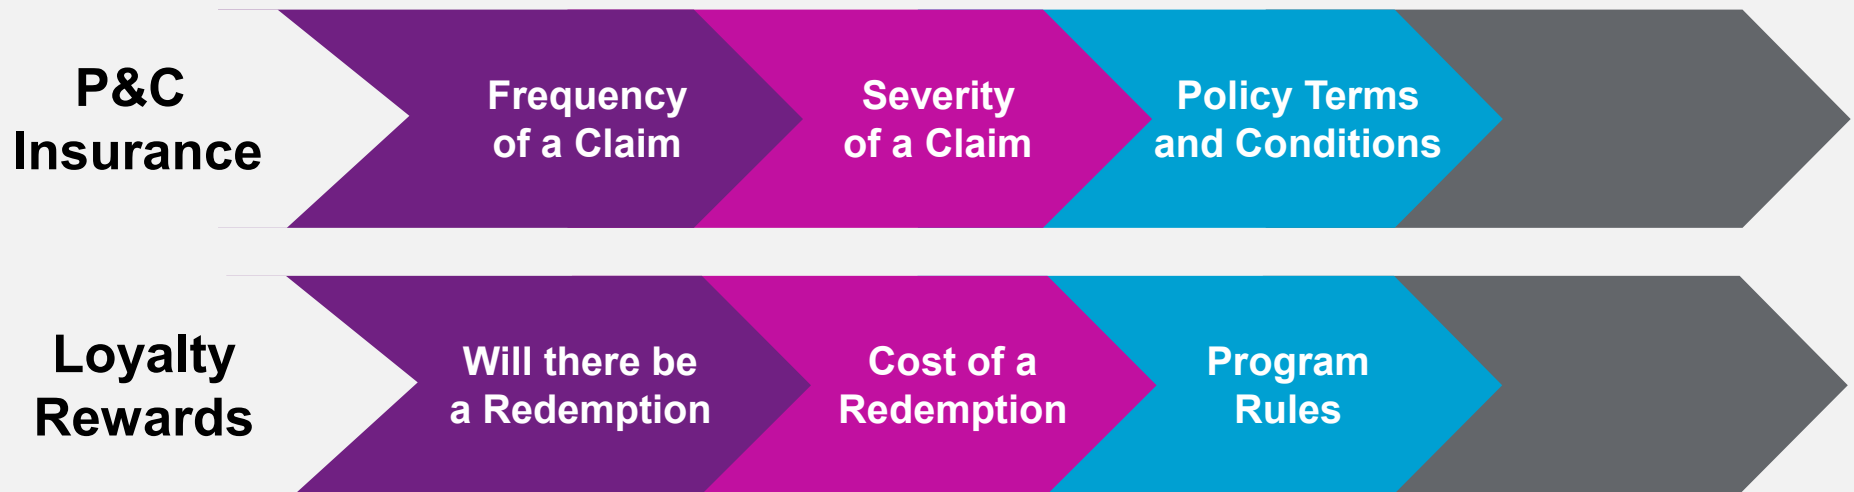 P&C
Insurance
Frequency
of a Claim
Severity
of a Claim
Policy Terms
and Conditions
Loyalty
Rewards
Will there be
a Redemption
Cost of a
Redemption
Program
Rules